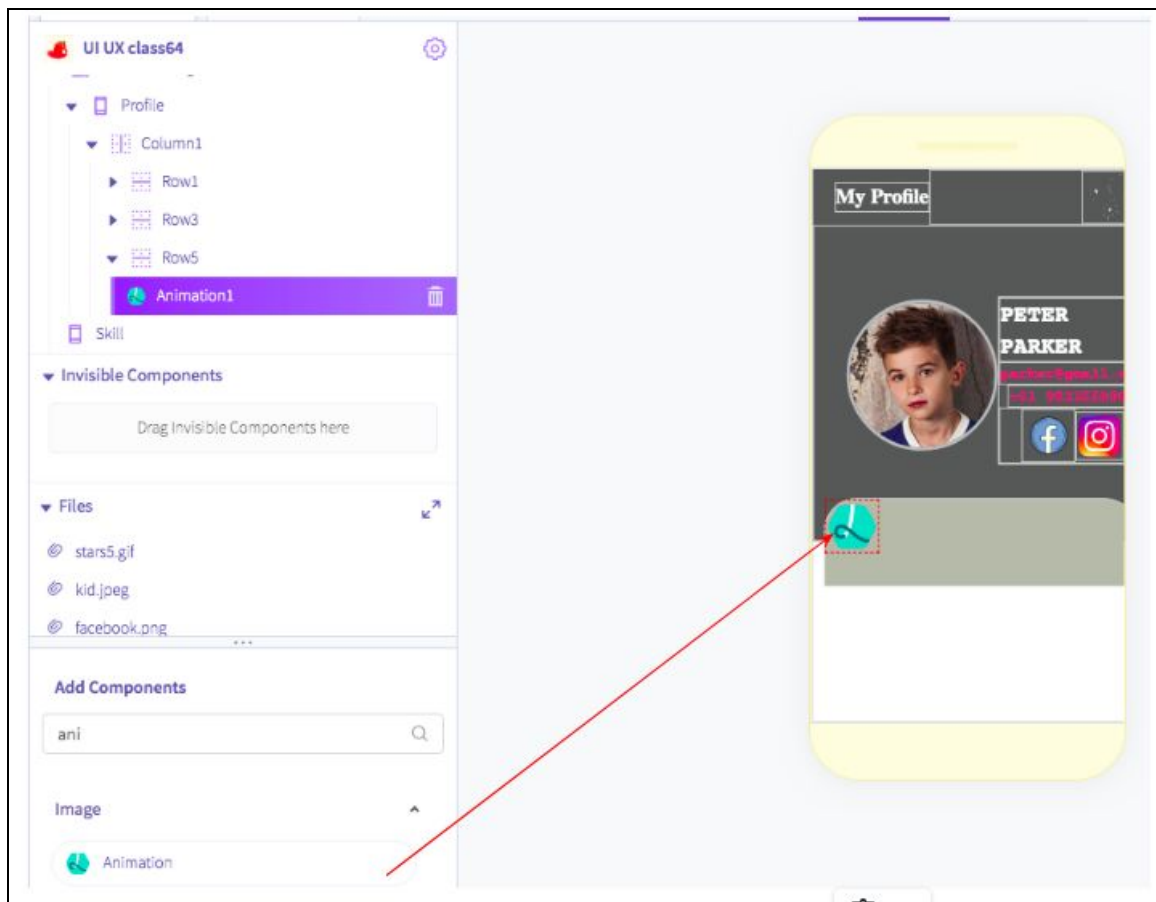 UI UX class64
Profile
Column1
Row1
Row3
Row5
Animation1
Skill
Invisible Components
Drag Invisible Components here
Files
stars5.gif
kid.jpeg
facebook.png
Add Components
ani
Image
Animation
My Profile
PETER
PARKER